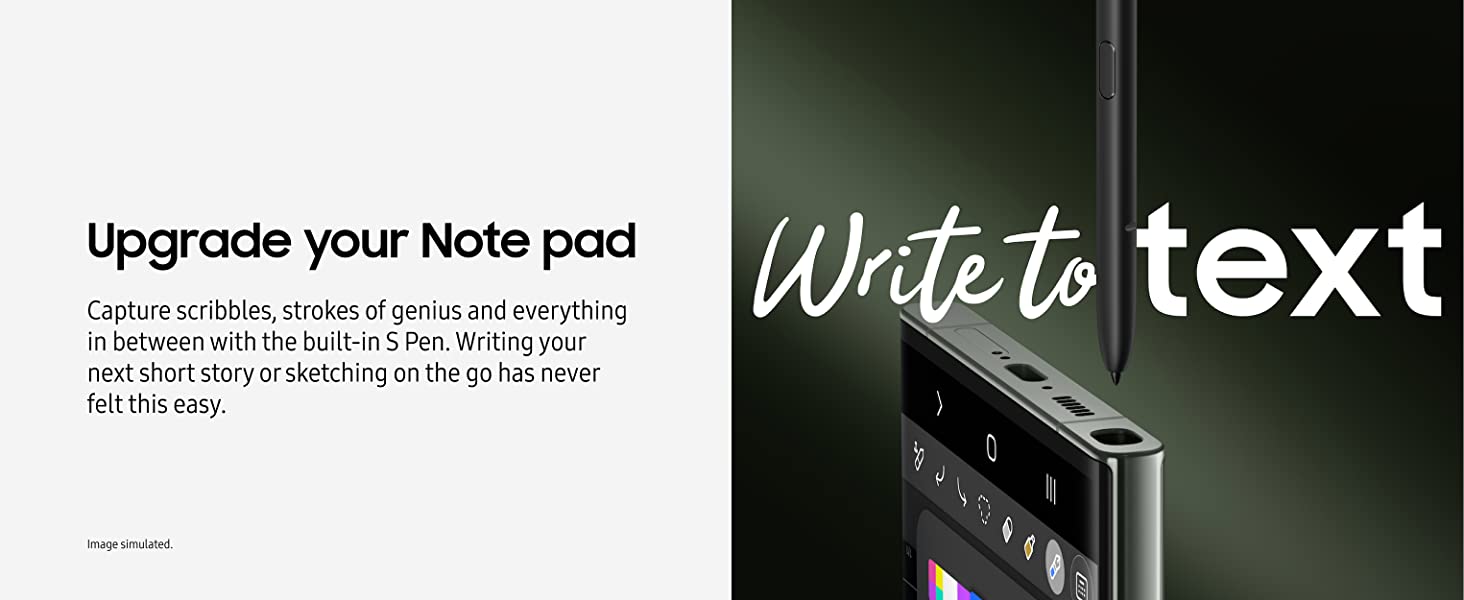 Upgrade your Note pad
Capture scribbles, strokes of genius and everything
in between with the built-in S Pen. Writing your
next short story or sketching on the go has never
felt this easy.
Image simulated.
Write to text